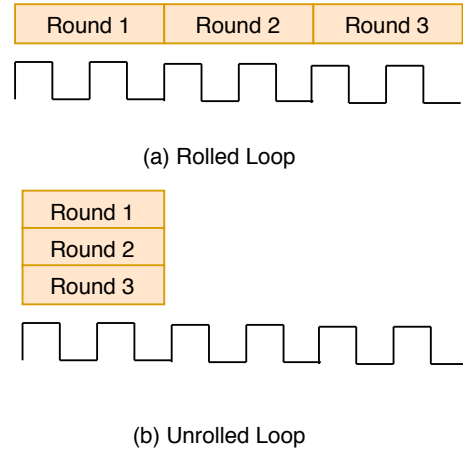 Round 1 Round 2 Round 3
(a) Rolled Loop
Round 1
Round 2
Round 3
(b) Unrolled Loop